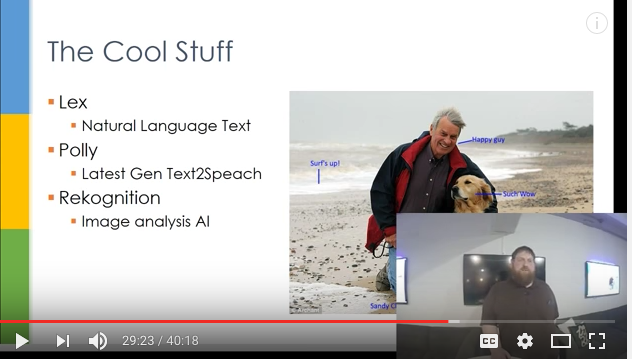 The Cool Stuff
Lex
Natural Language Text
Polly
Latest Gen Text2Speach
Rekognition
Image analysis AI
Happy guy
Surf's up!
Such Wow
Sandy
29:23 / 40:18
CC